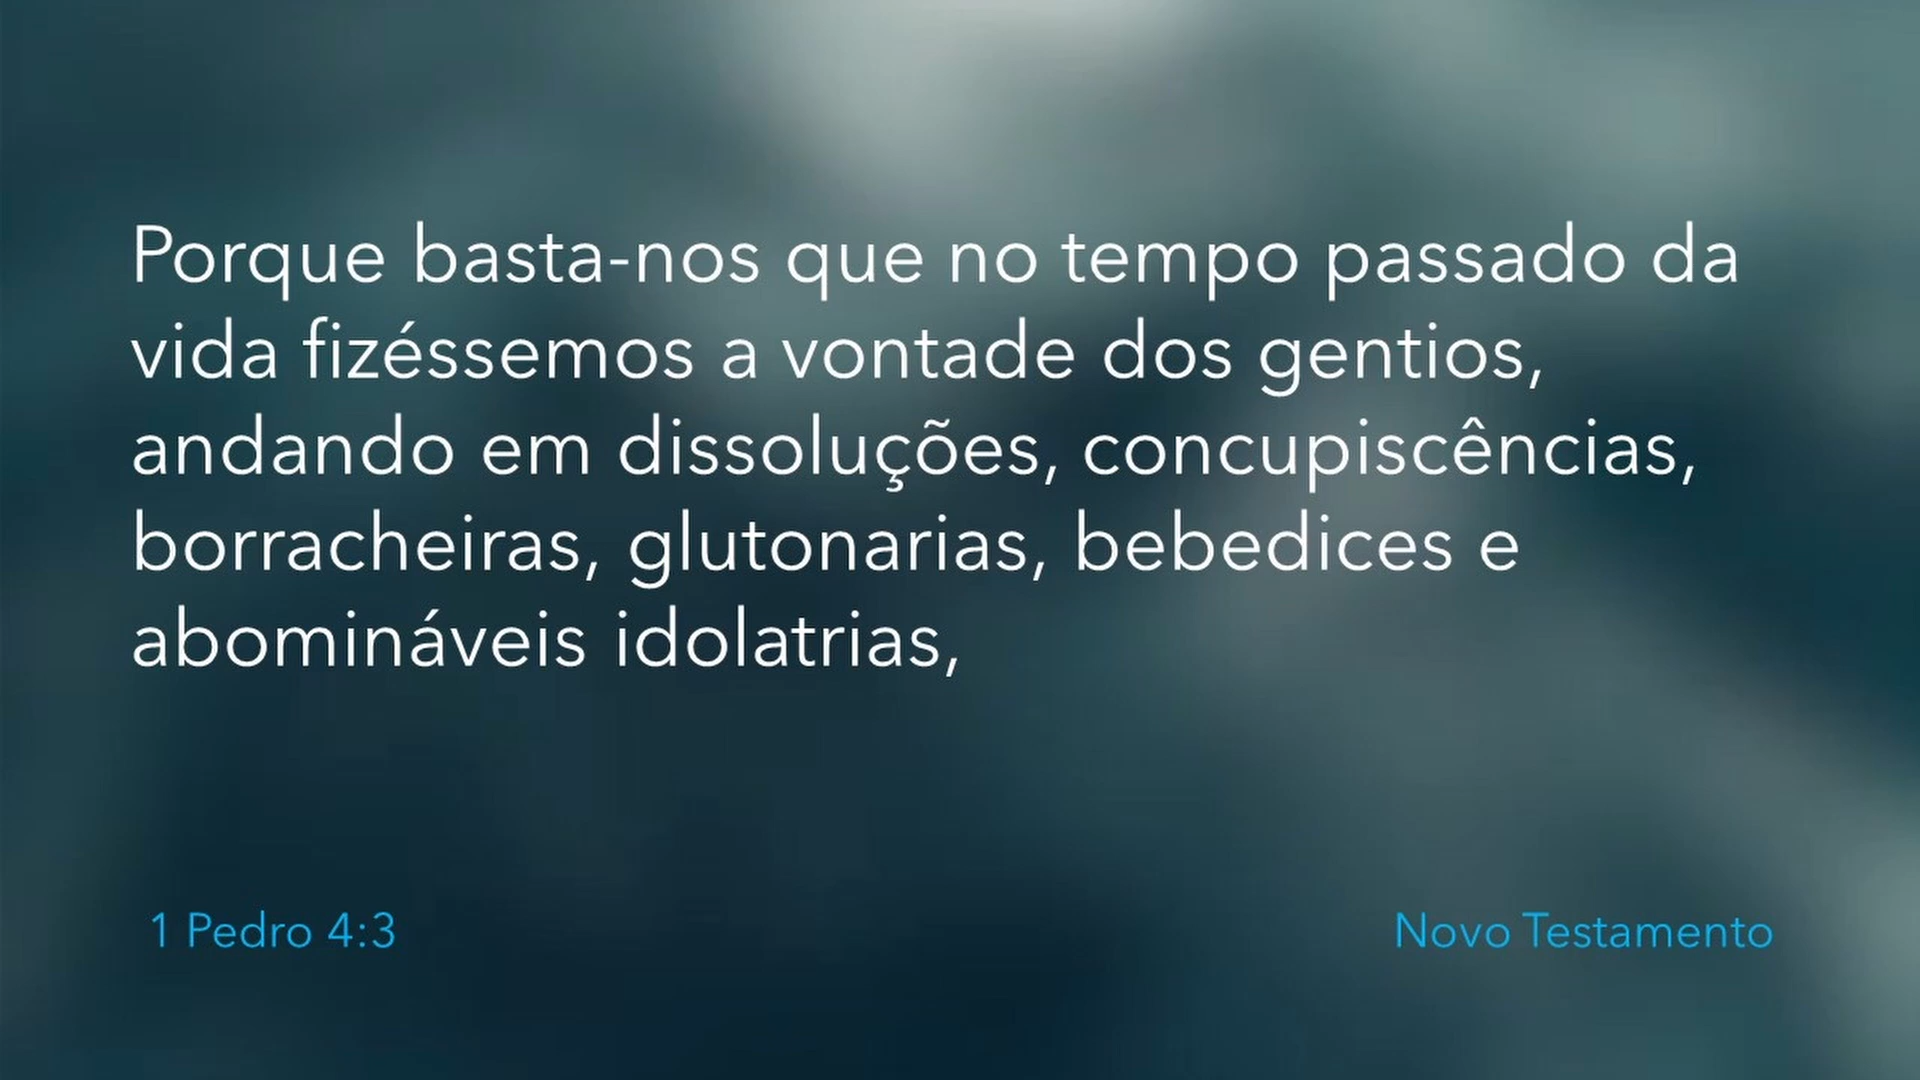 Porque basta-nos que no tempo passado da
vida fizéssemos a vontade dos gentios,
andando em dissoluções, concupiscências,
borracheiras, glutonarias, bebedices e
abomináveis idolatrias,
1 Pedro 4:3
Novo Testamento